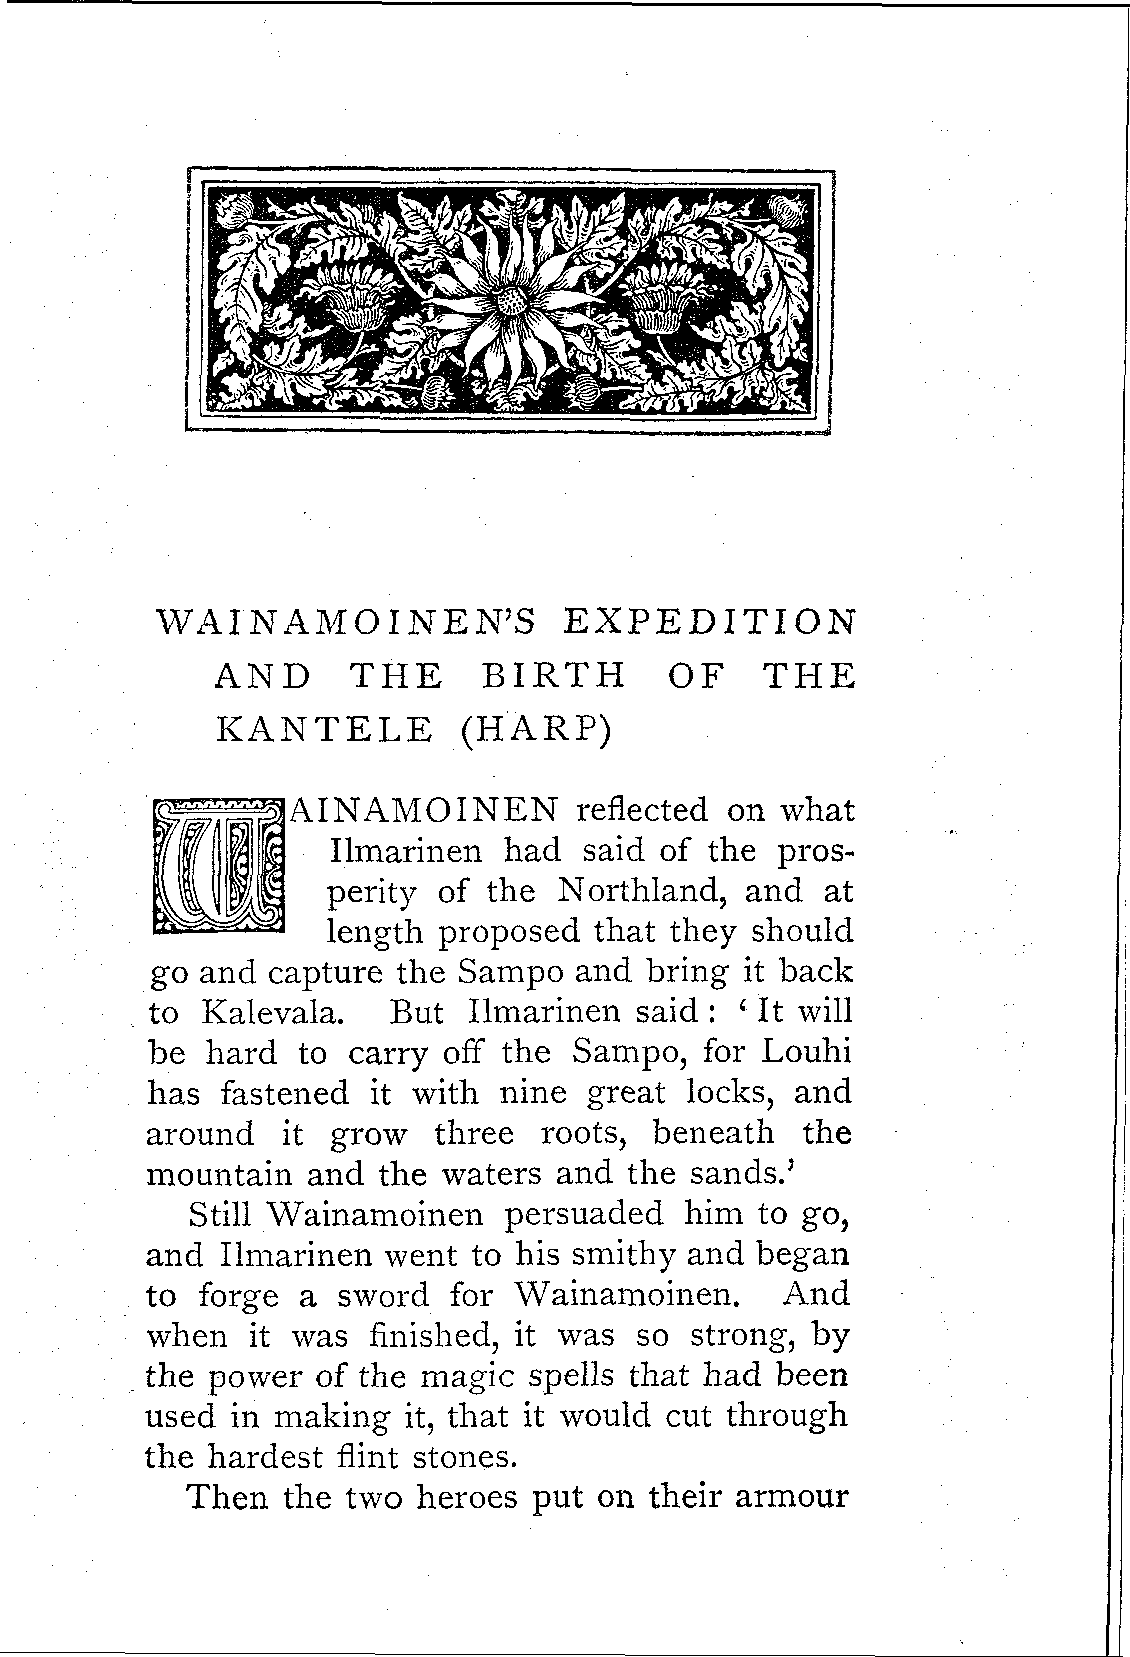 WAINAMOINEN'S EXPEDITION
AND THE BIRTH OF THE
KANTELE (HARP)
WAINAMOINEN reflected on what
Ilmarinen had said of the pros-
perity of the Northland, and at
length proposed that they should
go and capture the Sampo and bring it back
to Kalevala. But Ilmarinen said : ‘ It will
be hard to carry off the Sampo, for Louhi
has fastened it with nine great locks, and
around it grow three roots, beneath the
mountain and the waters and the sands.’
Still Wainamoinen persuaded him to go,
and Ilmarinen went to his smithy and began
to forge a sword for Wainamoinen. And
when it was finished, it was so strong, by
the power of the magic spells that had been
used in making it, that it would cut through
the hardest flint stones.
Then the two heroes put on their armour